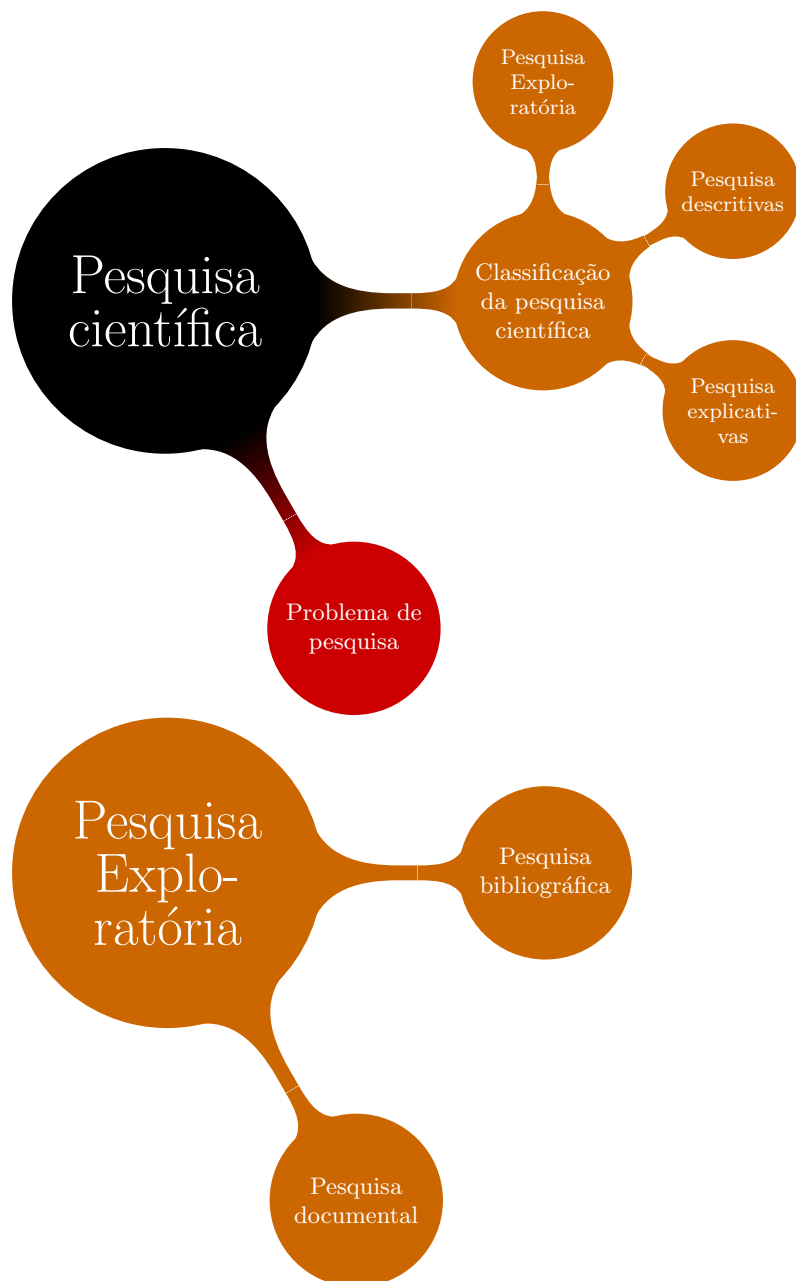 Pesquisa
Explo-
ratória
Pesquisa
descritivas
Pesquisa
científica
Classificação
da pesquisa
científica
Pesquisa
explicati-
vas
Problema de
pesquisa
Pesquisa
Explo-
ratória
Pesquisa
bibliográfica
Pesquisa
documental